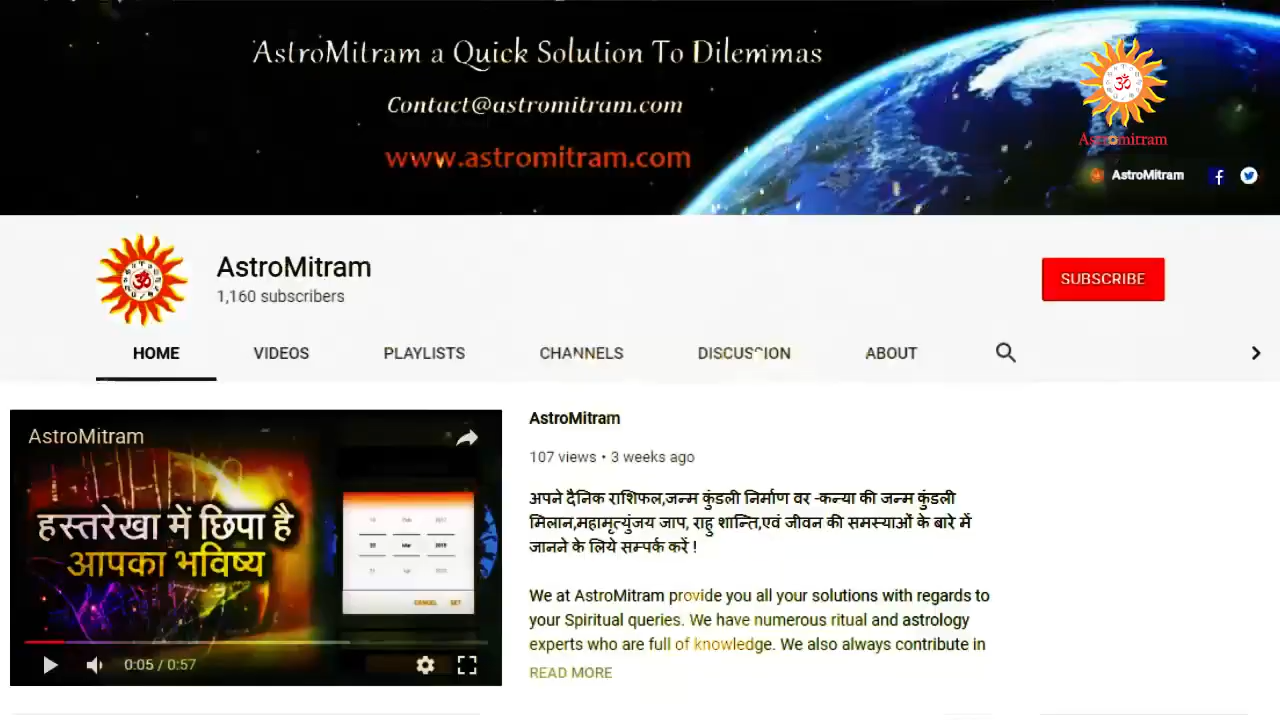 AstroMitram a Quick Solution To Dilemmas
Contact@astromitram.com
www.astromitram.com
Astromitram
AstroMitram
AstroMitram
1,160 subscribers
SUBSCRIBE
HOME VIDEOS PLAYLISTS CHANNELS DISCUSSION ABOUT
AstroMitram
हस्तरेखा में छिपा है
आपका भविष्य
CANCEL SET
0:05 / 0:57
AstroMitram
107 views • 3 weeks ago
अपने दैनिक राशिफल,जन्म कुंडली निर्माण वर -कन्या की जन्म कुंडली
मिलान,महामृत्युंजय जाप, राहु शान्ति,एवं जीवन की समस्याओं के बारे में
जानने के लिये सम्पर्क करें !
We at AstroMitram provide you all your solutions with regards to
your Spiritual queries. We have numerous ritual and astrology
experts who are full of knowledge. We also always contribute in
READ MORE